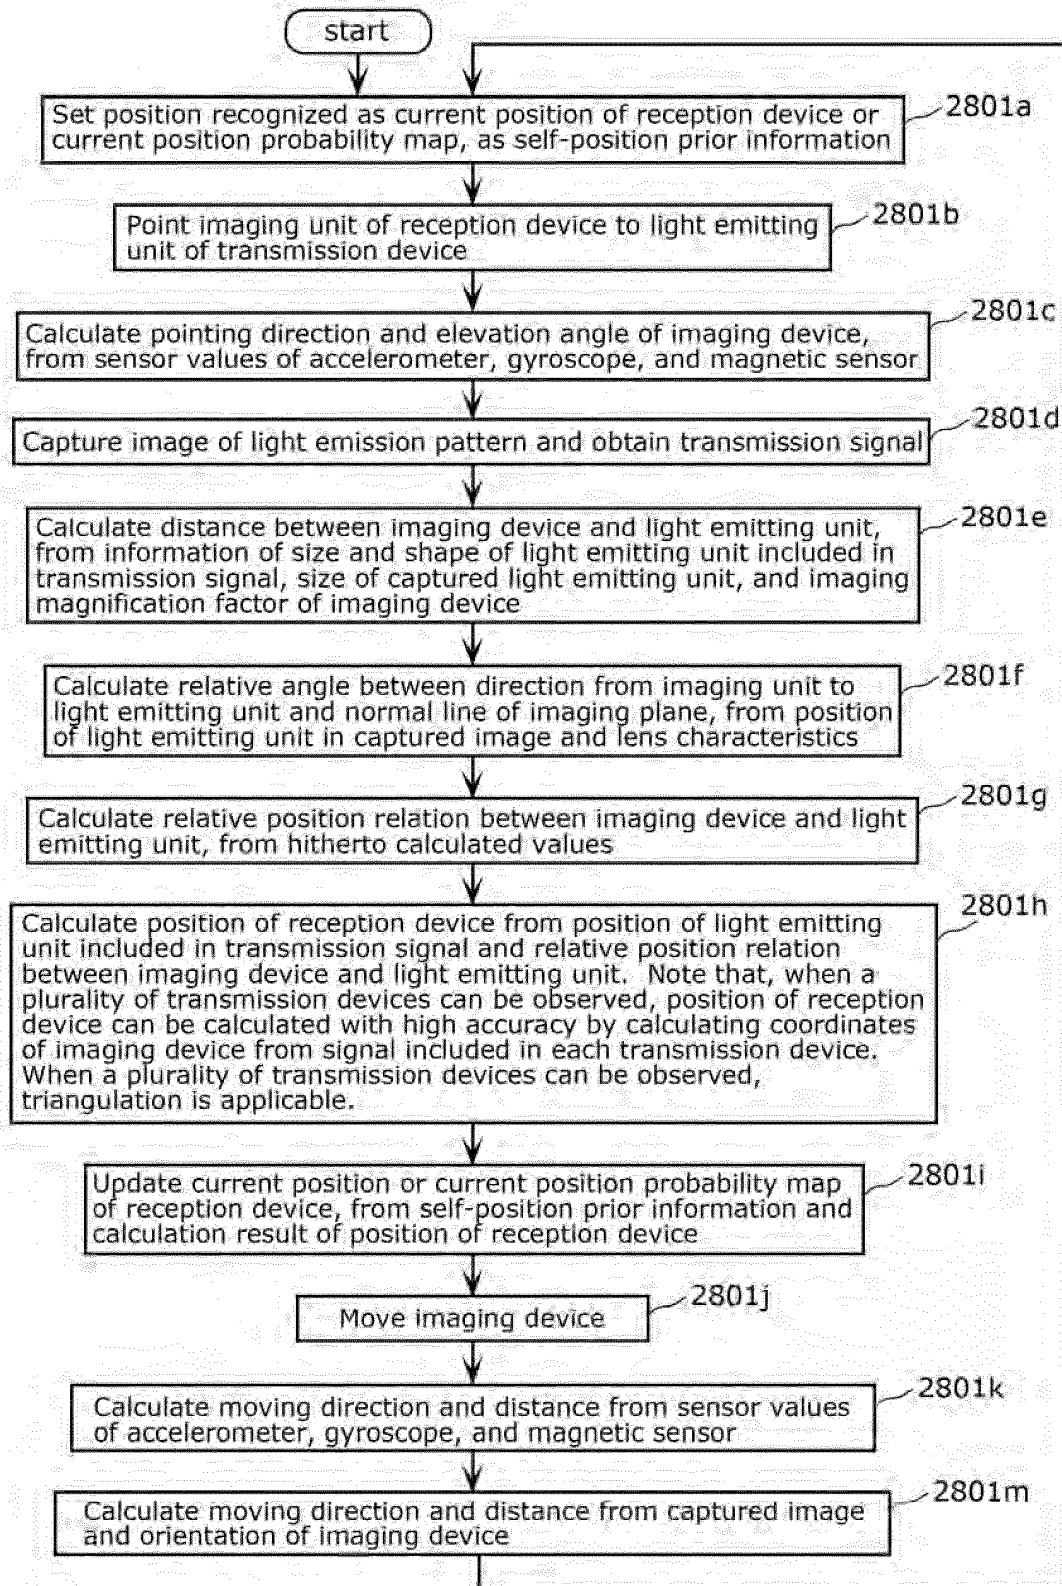 start
Set position recognized as current position of reception device or
current position probability map, as self-position prior information
2801a
Point imaging unit of reception device to light emitting
unit of transmission device
2801b
Calculate pointing direction and elevation angle of imaging device,
from sensor values of accelerometer, gyroscope, and magnetic sensor
2801c
Capture image of light emission pattern and obtain transmission signal
2801d
Calculate distance between imaging device and light emitting unit,
from information of size and shape of light emitting unit included in
transmission signal, size of captured light emitting unit, and imaging
magnification factor of imaging device
2801e
Calculate relative angle between direction from imaging unit to
light emitting unit and normal line of imaging plane, from position
of light emitting unit in captured image and lens characteristics
2801f
Calculate relative position relation between imaging device and light
emitting unit, from hitherto calculated values
2801g
Calculate position of reception device from position of light emitting
unit included in transmission signal and relative position relation
between imaging device and light emitting unit.  Note that, when a
plurality of transmission devices can be observed, position of reception
device can be calculated with high accuracy by calculating coordinates
of imaging device from signal included in each transmission device.
When a plurality of transmission devices can be observed,
triangulation is applicable.
2801h
Update current position or current position probability map
of reception device, from self-position prior information and
calculation result of position of reception device
2801i
Move imaging device
2801j
Calculate moving direction and distance from sensor values
of accelerometer, gyroscope, and magnetic sensor
2801k
Calculate moving direction and distance from captured image
and orientation of imaging device
2801m